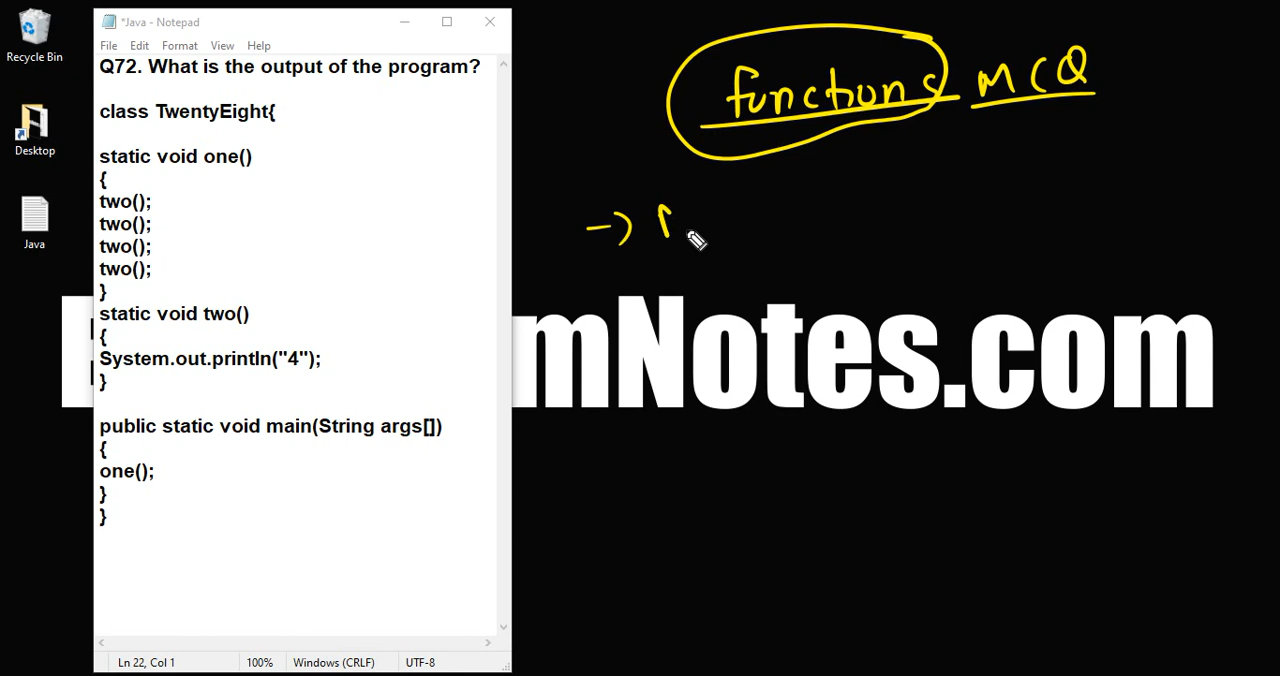 Recycle Bin
Desktop
Java
*Java - Notepad
File Edit Format View Help
Q72. What is the output of the program?
class TwentyEight{
static void one()
{
two();
two();
two();
two();
}
static void two()
{
System.out.println("4");
}
public static void main(String args[])
{
one();
}
}
Ln 22, Col 1 100% Windows (CRLF) UTF-8
functions MCQ
mNotes.com